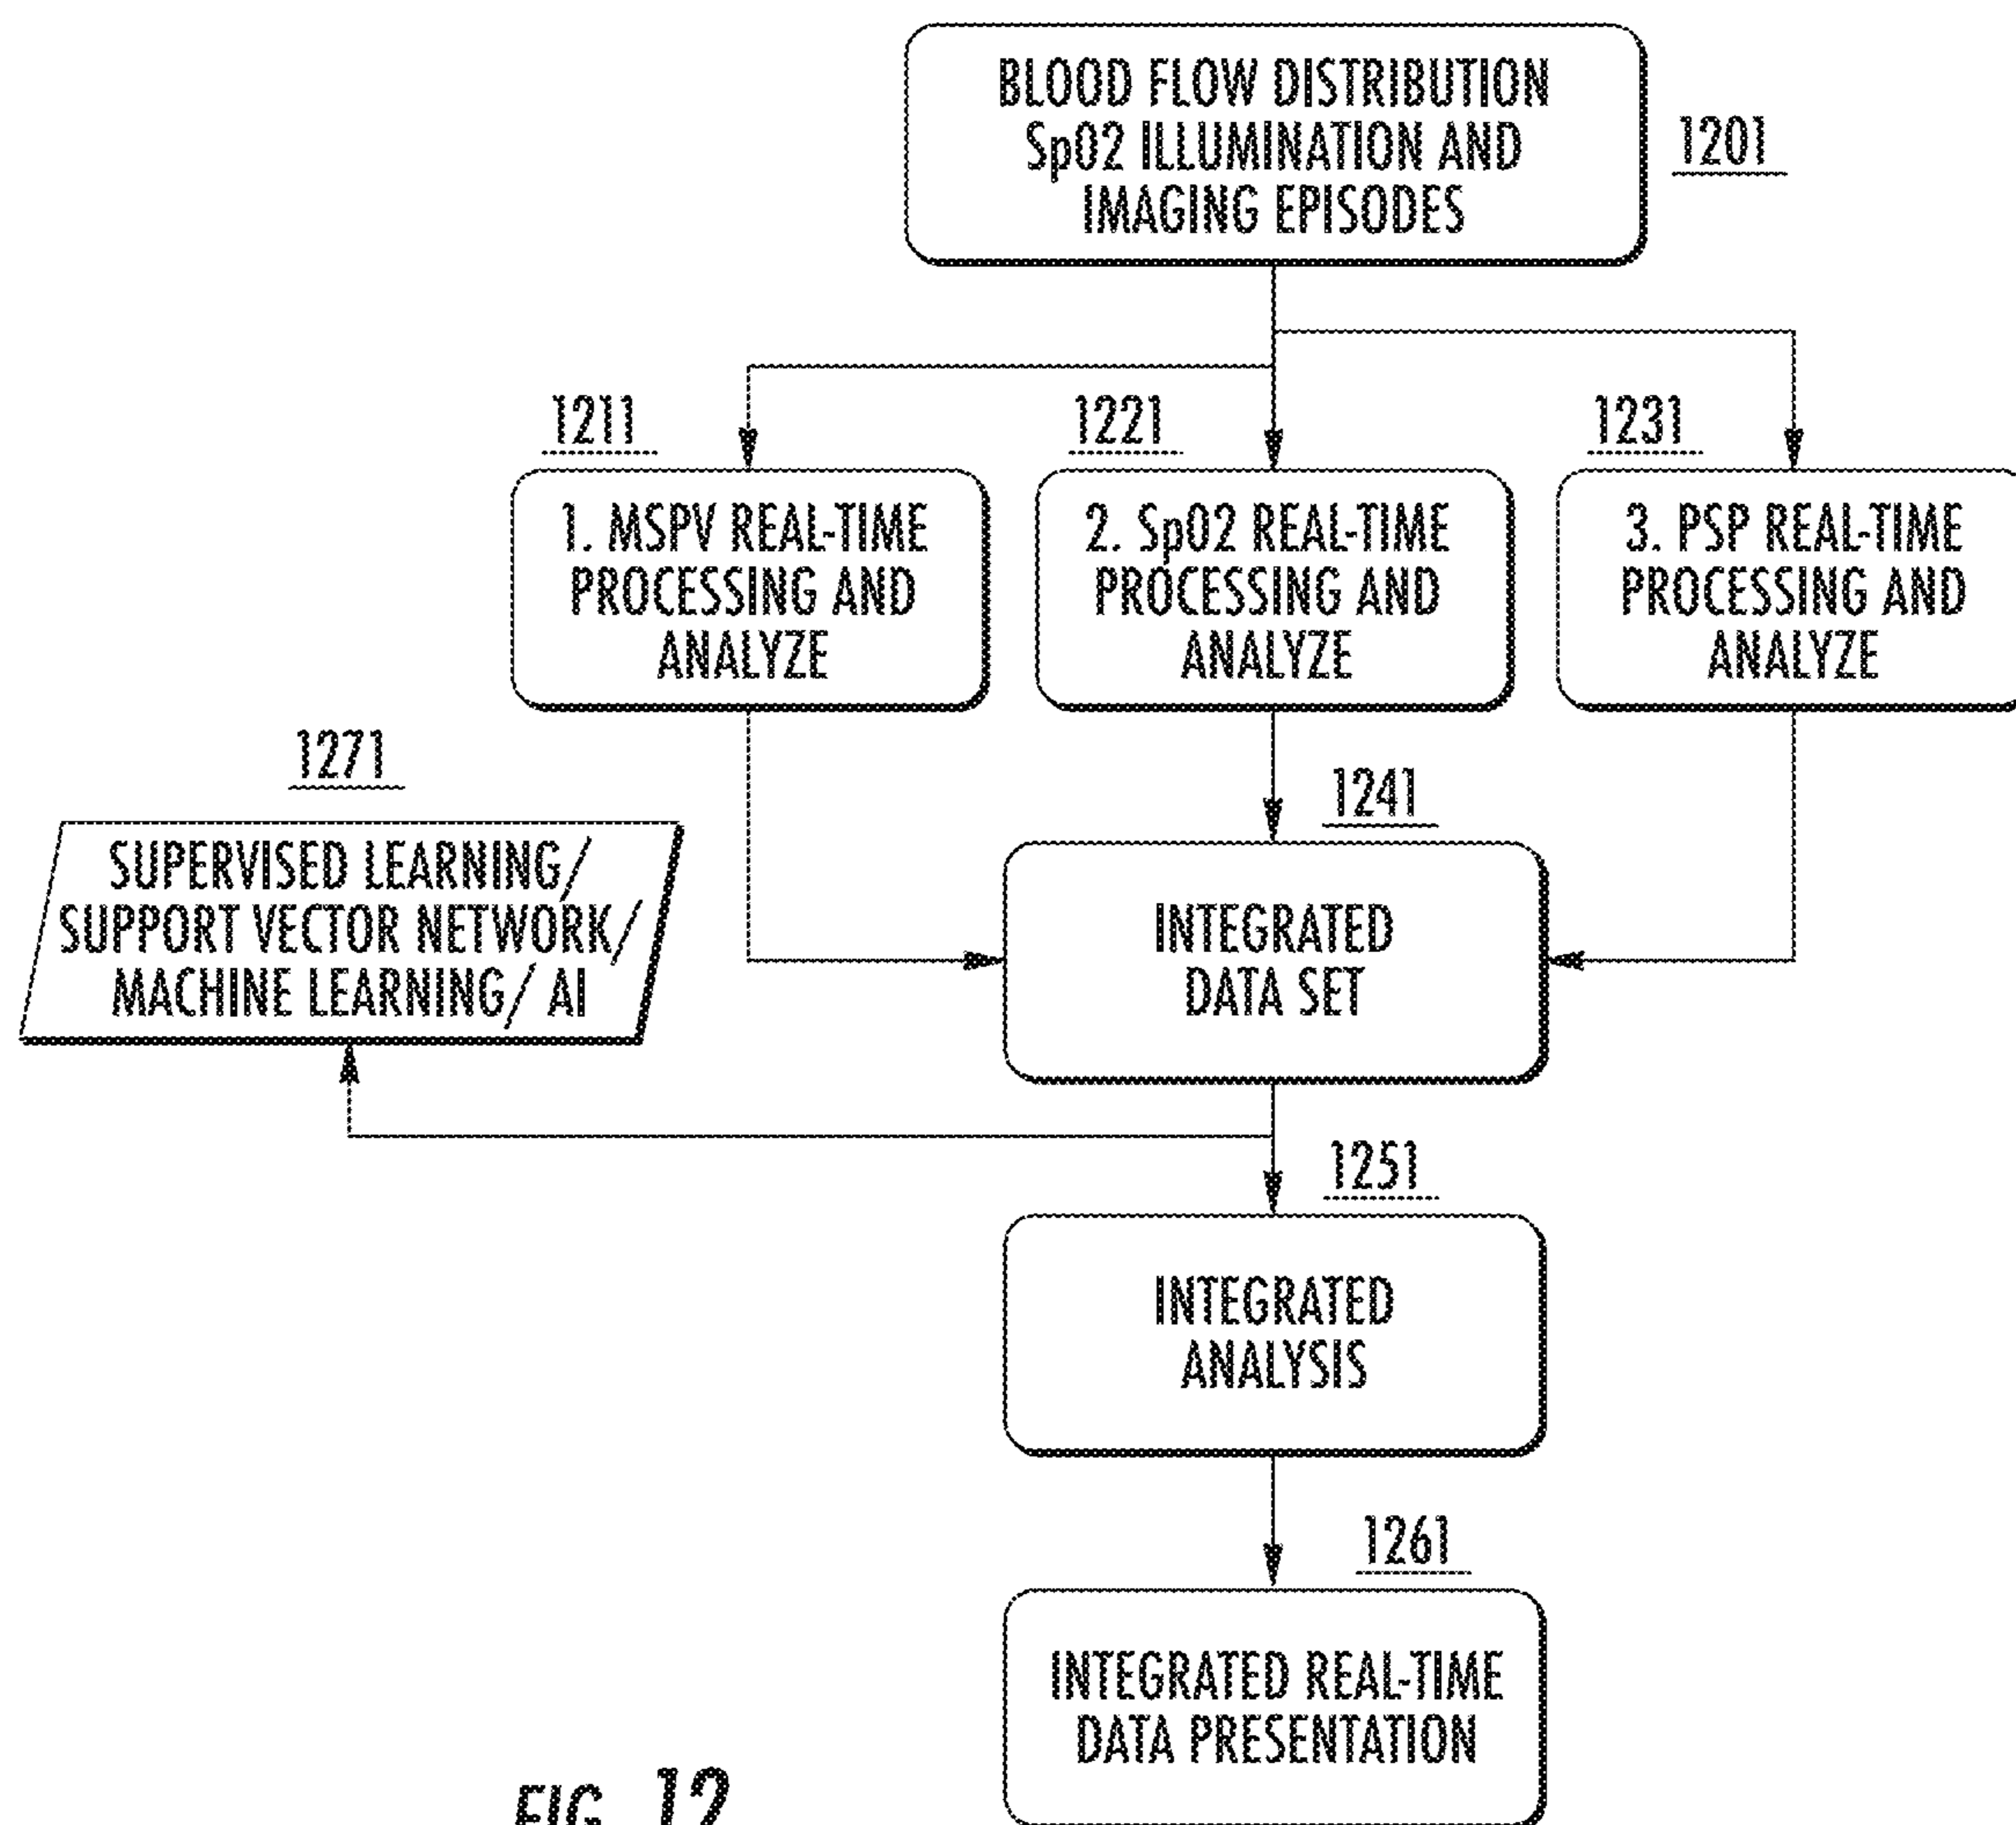 BLOOD FLOW DISTRIBUTION
Sp02 ILLUMINATION AND
IMAGING EPISODES
1201
1211
1. MSPV REAL-TIME
PROCESSING AND
ANALYZE
1221
2. Sp02 REAL-TIME
PROCESSING AND
ANALYZE
1231
3. PSP REAL-TIME
PROCESSING AND
ANALYZE
1271
SUPERVISED LEARNING/
SUPPORT VECTOR NETWORK/
MACHINE LEARNING/ AI
1241
INTEGRATED
DATA SET
1251
INTEGRATED
ANALYSIS
1261
INTEGRATED REAL-TIME
DATA PRESENTATION
FIG. 12